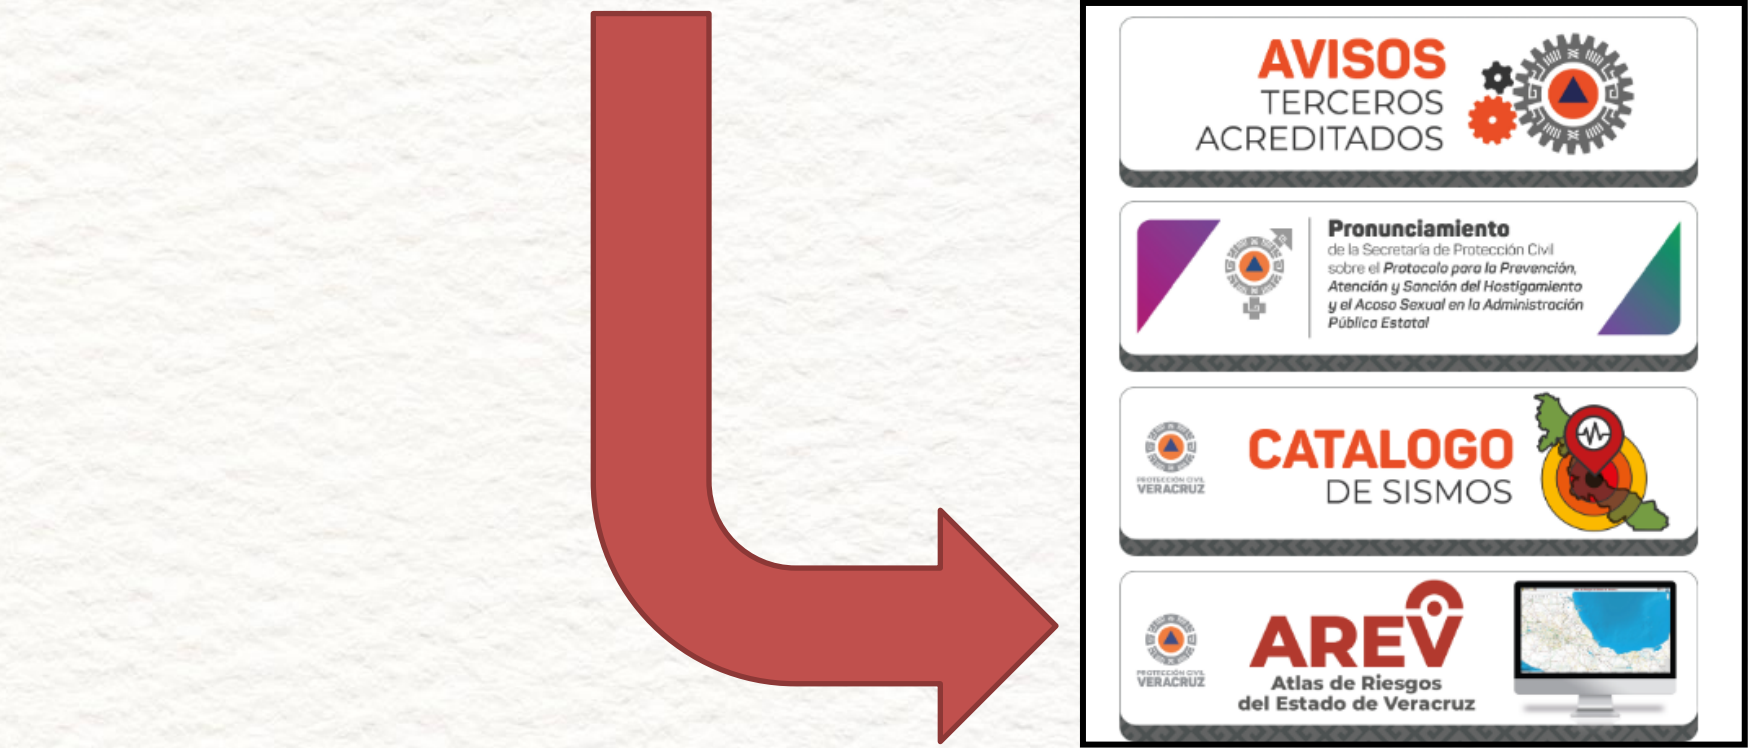 AVISOS
TERCEROS
ACREDITADOS
Pronunciamiento
de la Secretaría de Protección Civil
sobre el Protocolo para la Prevención,
Atención y Sanción del Hostigamiento
y el Acoso Sexual en la Administración
Pública Estatal
PROTECCIÓN CIVIL
VERACRUZ
CATALOGO
DE SISMOS
PROTECCIÓN CIVIL
VERACRUZ
AREV
Atlas de Riesgos
del Estado de Veracruz